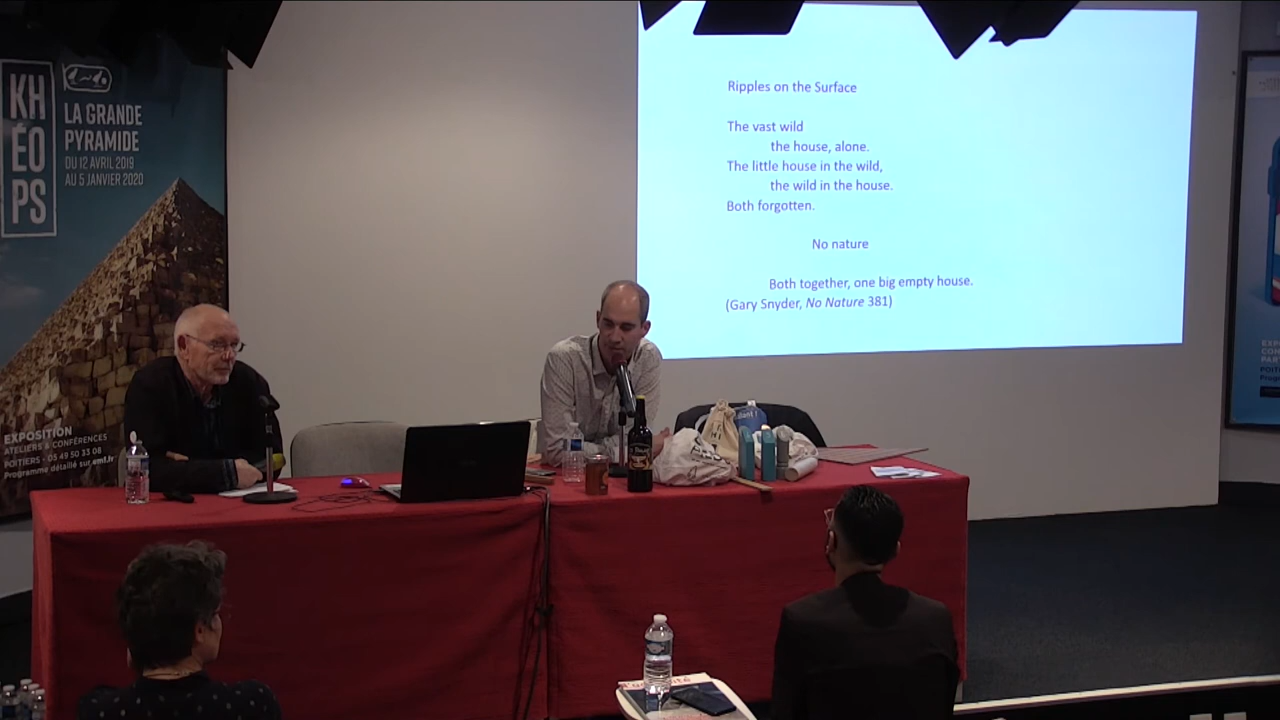 KH
ÉO
PS
LA GRANDE
PYRAMIDE
DU 12 AVRIL 2019
AU 5 JANVIER 2020
EXPOSITION
ATELIERS & CONFÉRENCES
POITIERS - 05 49 50 33 08
Programme détaillé sur emf.fr
Ripples on the Surface
The vast wild
the house, alone.
The little house in the wild,
the wild in the house.
Both forgotten.
No nature
Both together, one big empty house.
(Gary Snyder, No Nature 381)